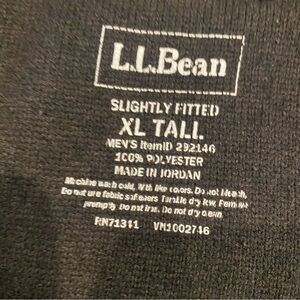 L.L.Bean
SLIGHTLY FITTED
XL TALL
MEN'S ItemID 292146
100% POLYESTER
MADE IN JORDAN
Machine wash cold, With like colors. Do not bleach.
Do not use fabric softeners Tumble dry low,
promptly Do not iron. Do not dry clean.
RN71341 VN1002746